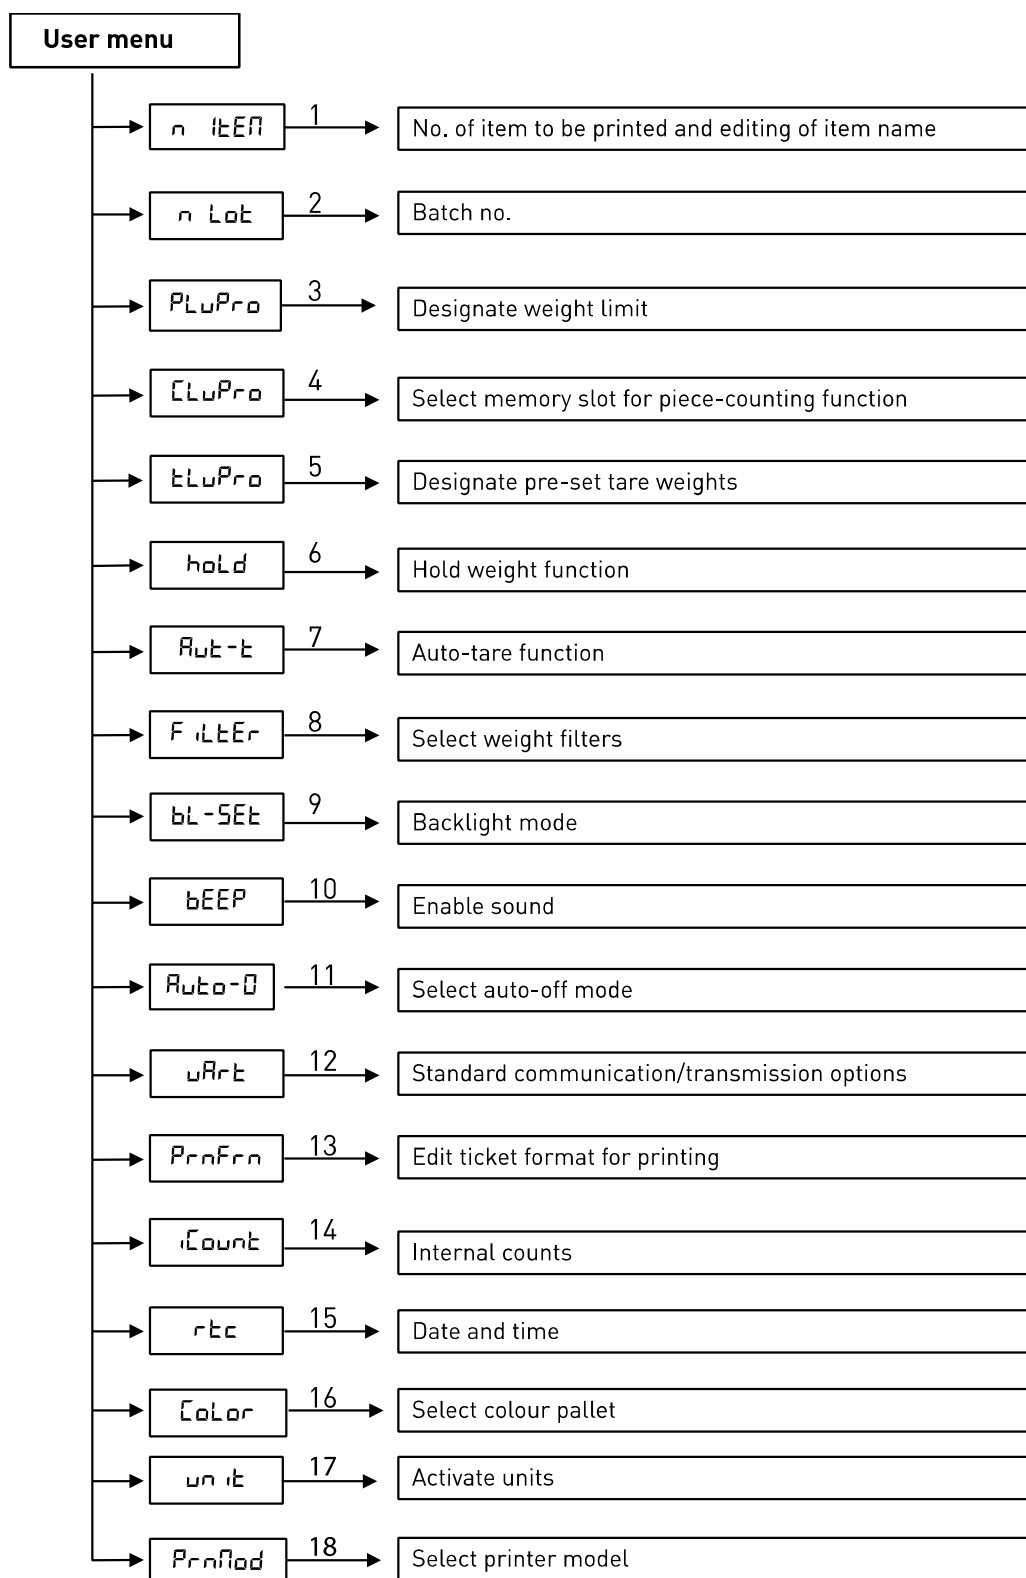 User menu
n ItEM 1 No. of item to be printed and editing of item name
n Lot 2 Batch no.
PLuPro 3 Designate weight limit
CLuPro 4 Select memory slot for piece-counting function
tLuPro 5 Designate pre-set tare weights
hoLd 6 Hold weight function
Aut-t 7 Auto-tare function
FiLtEr 8 Select weight filters
bL-SEt 9 Backlight mode
bEEP 10 Enable sound
Auto-O 11 Select auto-off mode
uArt 12 Standard communication/transmission options
PrnFrn 13 Edit ticket format for printing
iCount 14 Internal counts
rtc 15 Date and time
CoLor 16 Select colour pallet
unit 17 Activate units
PrnMod 18 Select printer model